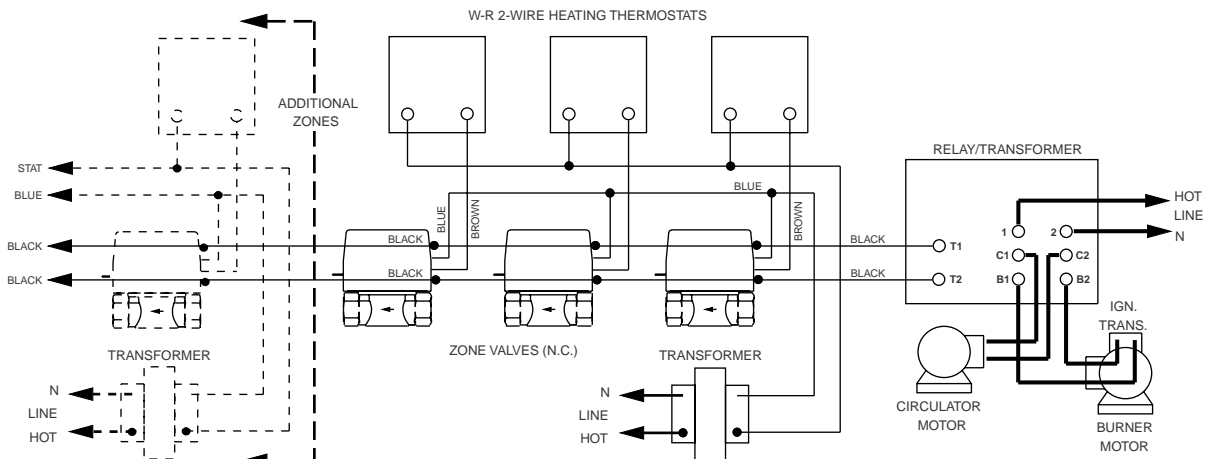 W-R 2-WIRE HEATING THERMOSTATS
ADDITIONAL
ZONES
RELAY/TRANSFORMER
STAT
BLUE
BLACK
BLACK
BLUE
BROWN
BLUE
BROWN
BLACK
BLACK
BLACK
BLACK
T1
T2
1
2
C1
C2
B1
B2
HOT
LINE
N
IGN.
TRANS.
TRANSFORMER
ZONE VALVES (N.C.)
TRANSFORMER
N
LINE
HOT
N
LINE
HOT
CIRCULATOR
MOTOR
BURNER
MOTOR